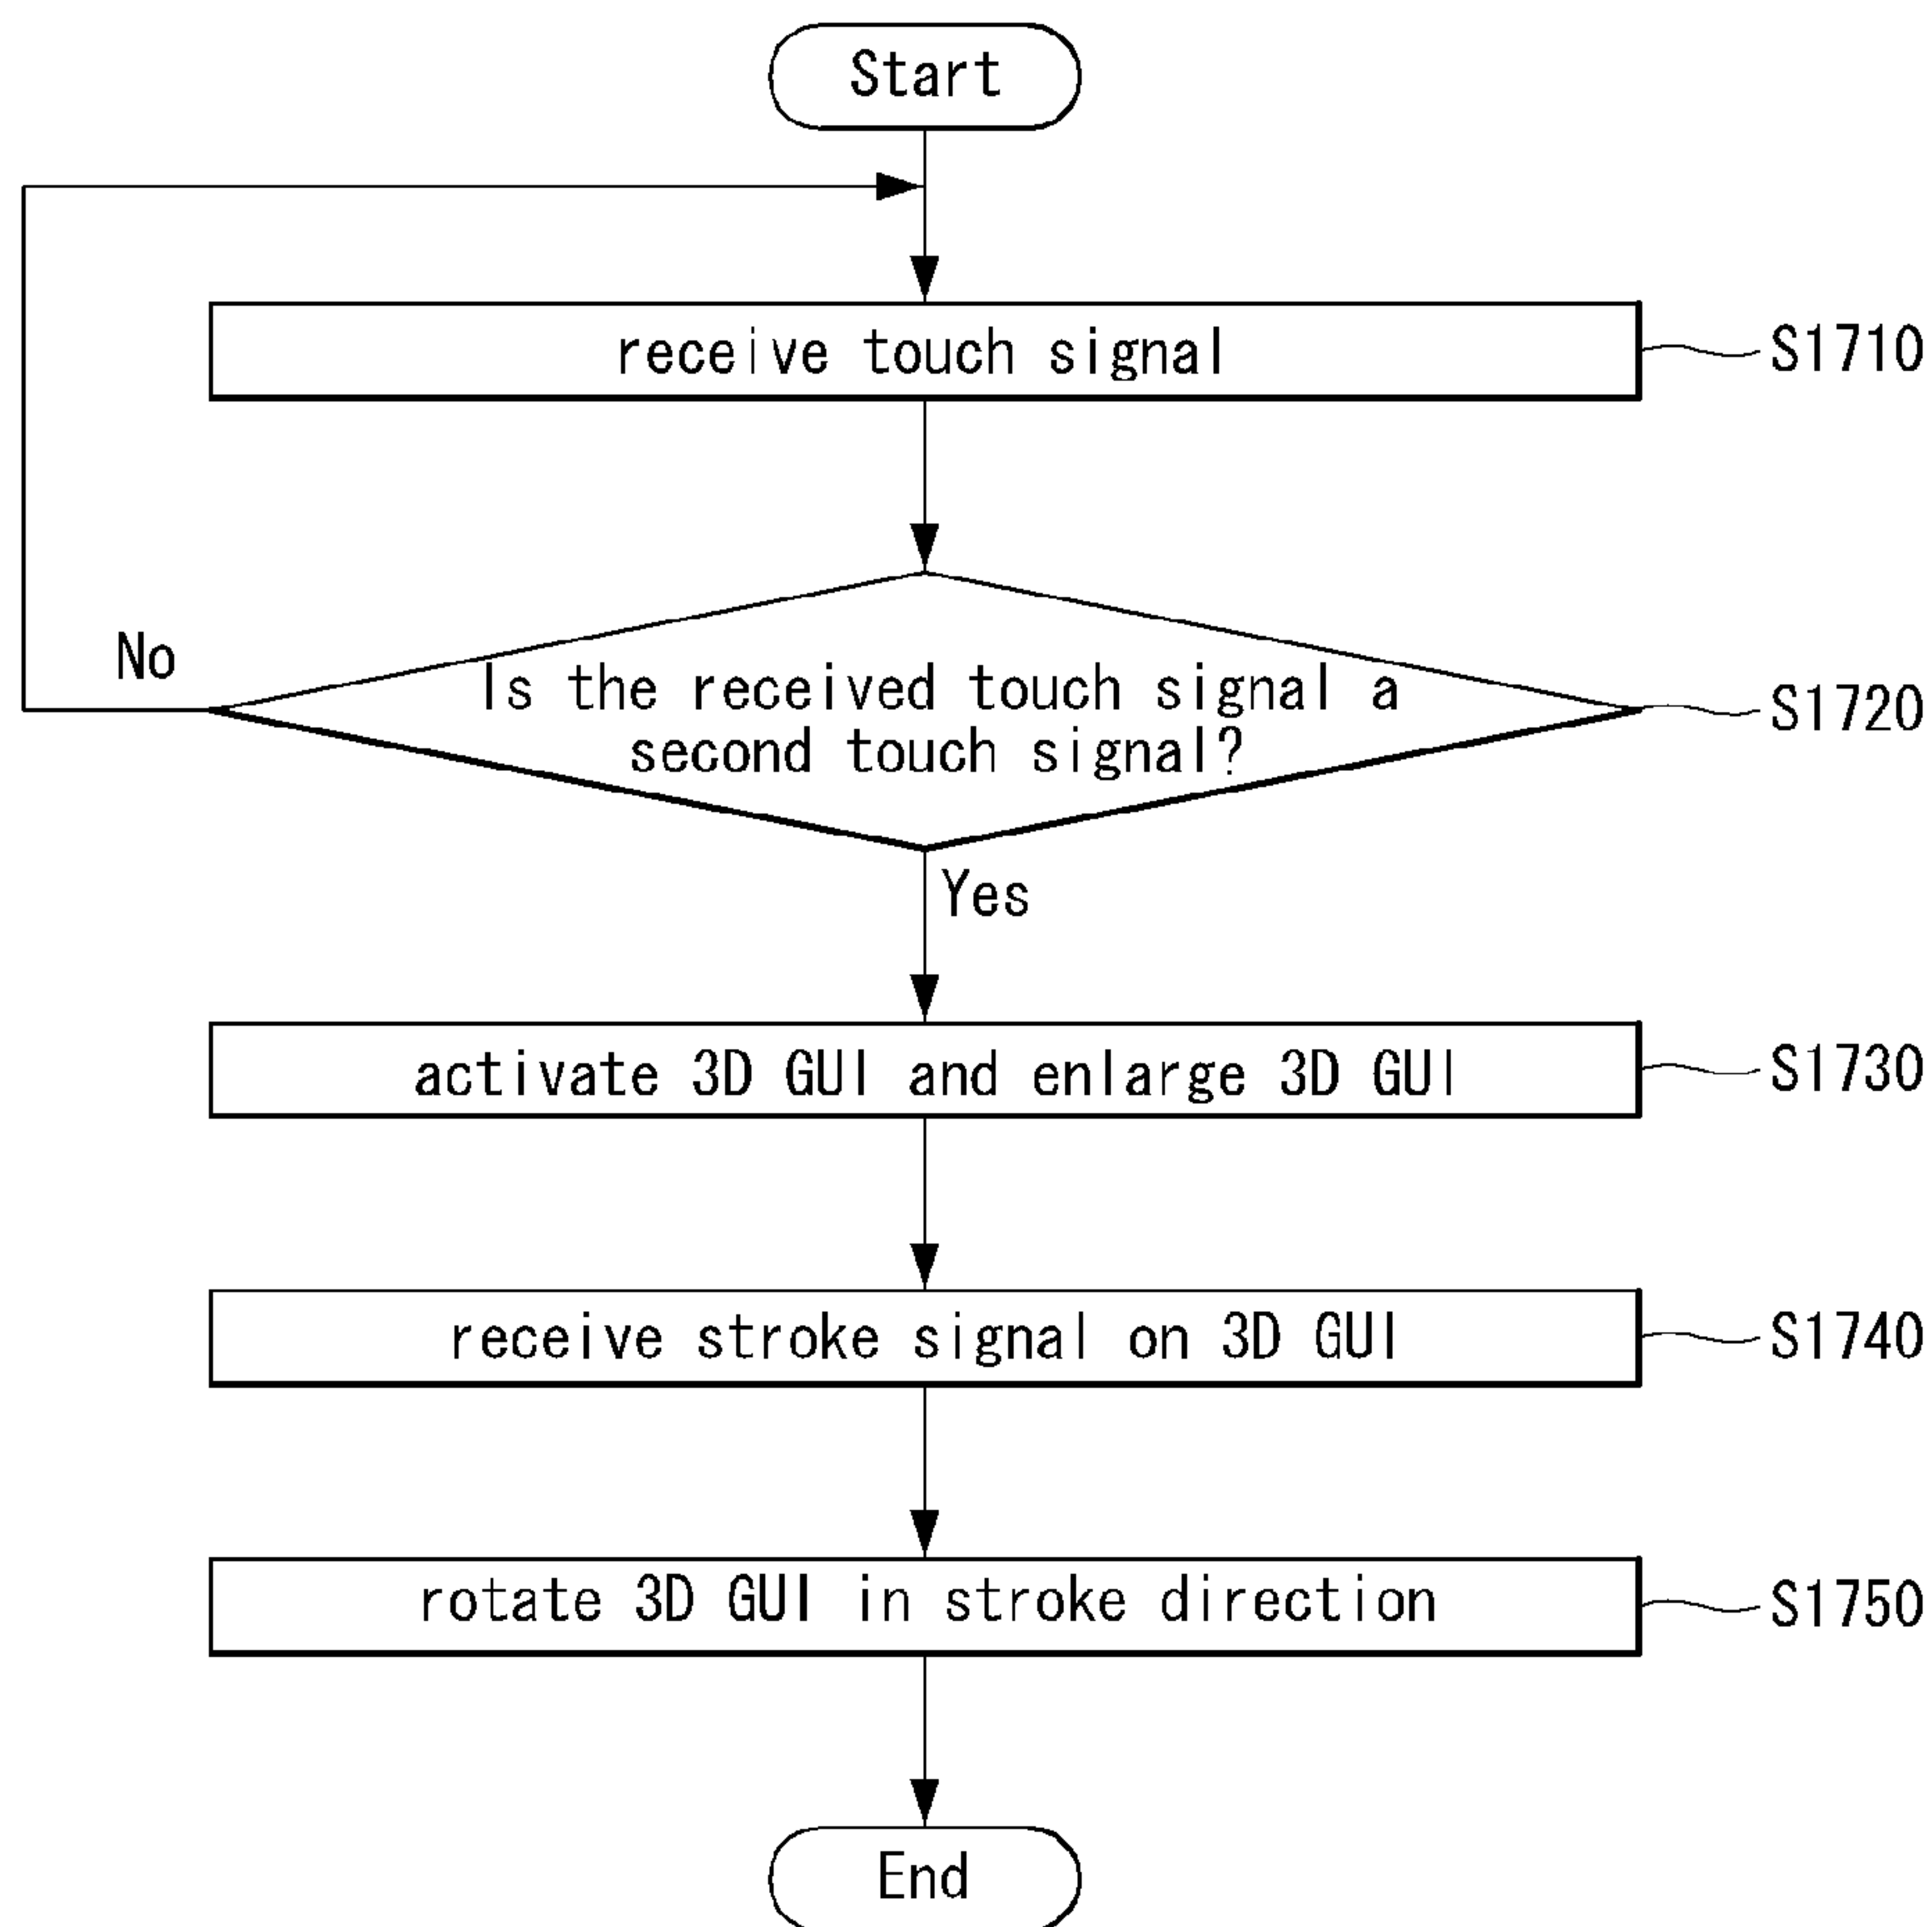 Start
receive touch signal
S1710
No
Is the received touch signal a
second touch signal?
S1720
Yes
activate 3D GUI and enlarge 3D GUI
S1730
receive stroke signal on 3D GUI
S1740
rotate 3D GUI in stroke direction
S1750
End